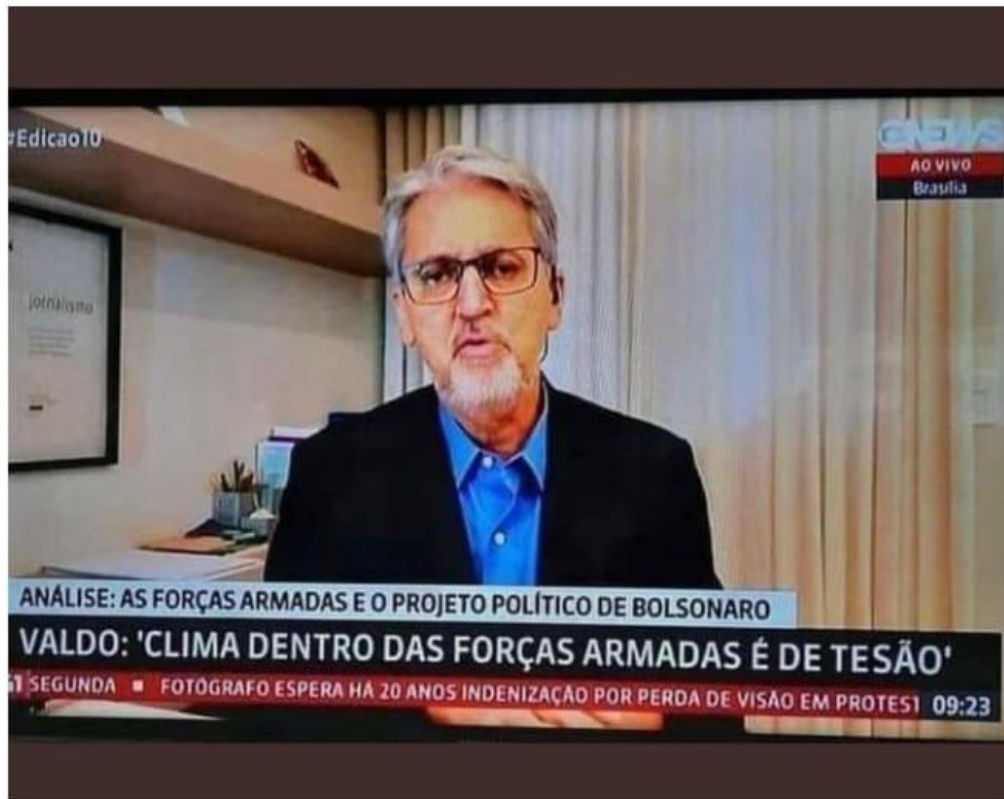 #Edicao10
GNEWS
AO VIVO
Brasília
jornalismo
ANÁLISE: AS FORÇAS ARMADAS E O PROJETO POLÍTICO DE BOLSONARO
VALDO: 'CLIMA DENTRO DAS FORÇAS ARMADAS É DE TESÃO'
G1 SEGUNDA ■ FOTÓGRAFO ESPERA HÁ 20 ANOS INDENIZAÇÃO POR PERDA DE VISÃO EM PROTEST
09:23